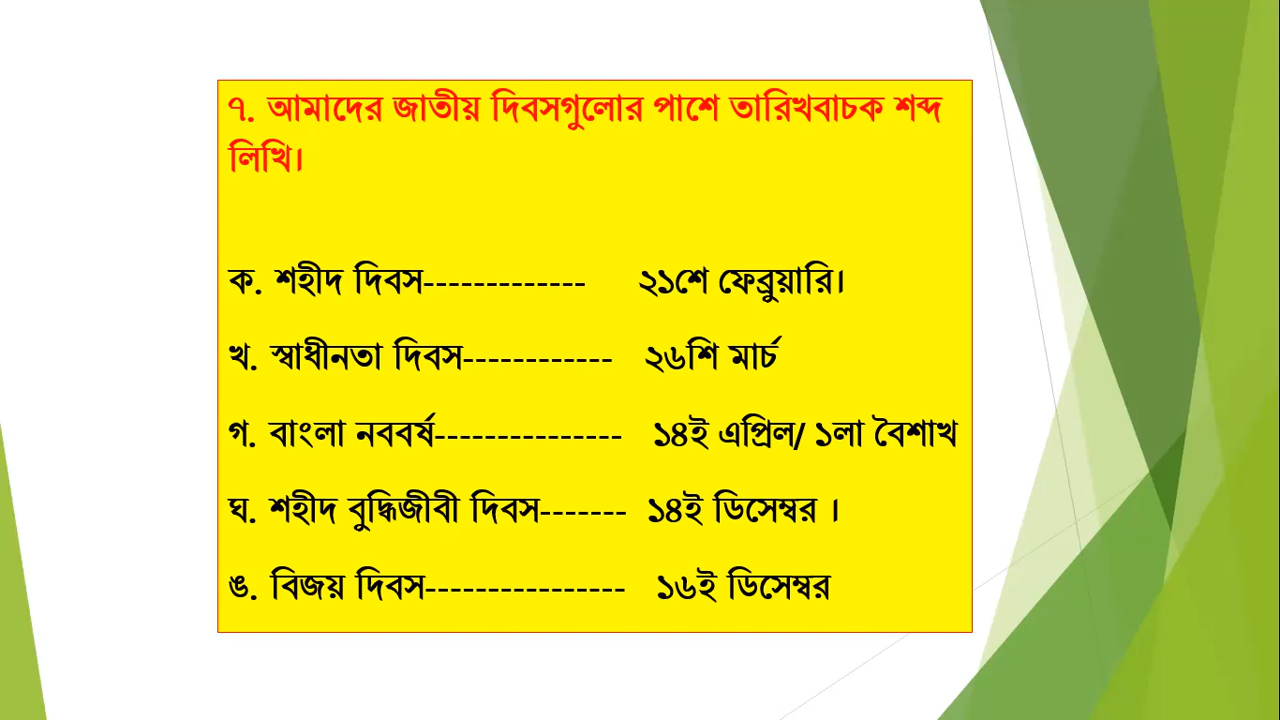 ৭. আমাদের জাতীয় দিবসগুলোর পাশে তারিখবাচক শব্দ
লিখি।
ক. শহীদ দিবস------------- ২১শে ফেব্রুয়ারি।
খ. স্বাধীনতা দিবস------------ ২৬শি মার্চ
গ. বাংলা নববর্ষ--------------- ১৪ই এপ্রিল/ ১লা বৈশাখ
ঘ. শহীদ বুদ্ধিজীবী দিবস------- ১৪ই ডিসেম্বর ।
ঙ. বিজয় দিবস---------------- ১৬ই ডিসেম্বর